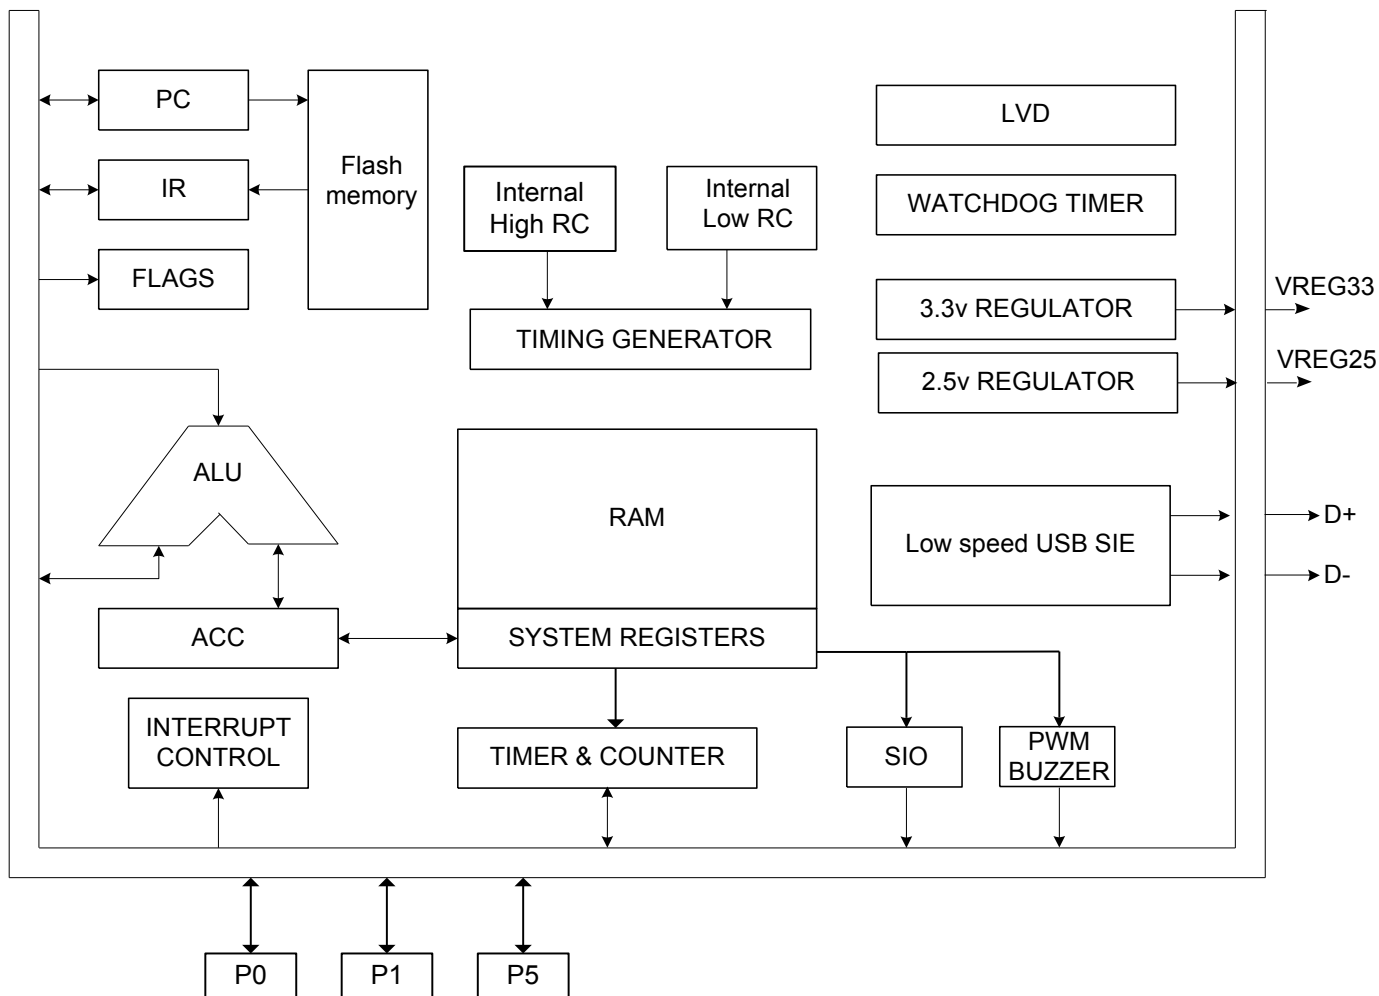 PC
LVD
Flash
memory
IR
Internal
High RC
Internal
Low RC
WATCHDOG TIMER
FLAGS
3.3v REGULATOR
VREG33
TIMING GENERATOR
2.5v REGULATOR
VREG25
ALU
RAM
Low speed USB SIE
D+
D-
ACC
SYSTEM REGISTERS
INTERRUPT
CONTROL
TIMER & COUNTER
SIO
PWM
BUZZER
P0
P1
P5